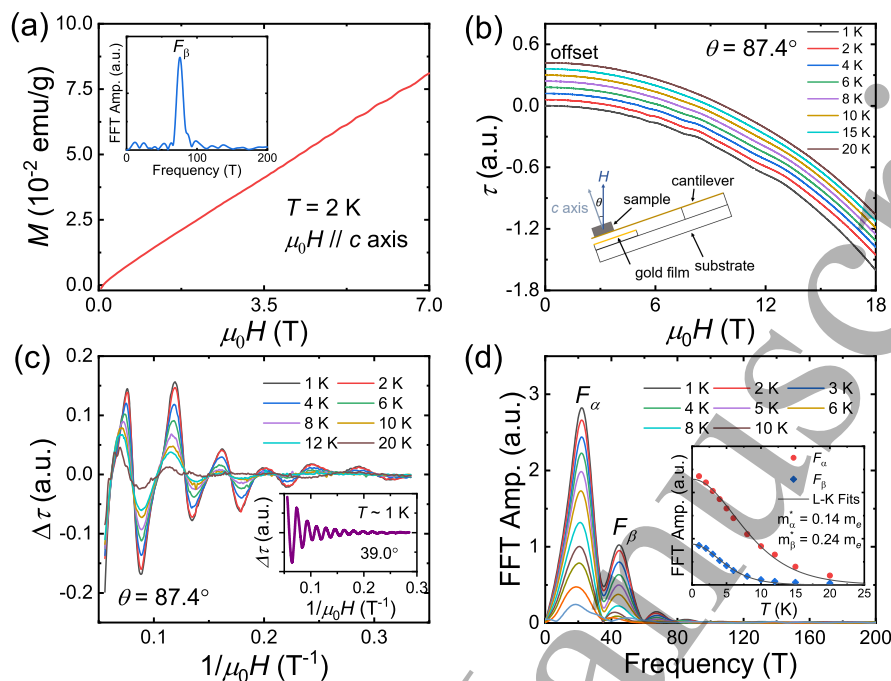 (a)
10.0
7.5
5.0
2.5
0.0
M (10⁻² emu/g)
0.0
3.5
7.0
μ₀H (T)
F_β
FFT Amp. (a.u.)
0
100
200
Frequency (T)
T = 2 K
μ₀H // c axis
(b)
0.6
0.0
-0.6
-1.2
-1.8
τ (a.u.)
0
6
12
18
μ₀H (T)
offset
θ = 87.4°
1 K
2 K
4 K
6 K
8 K
10 K
15 K
20 K
H
c axis
θ
sample
cantilever
gold film
substrate
(c)
0.2
0.1
0.0
-0.1
-0.2
Δτ (a.u.)
0.1
0.2
0.3
1/μ₀H (T⁻¹)
1 K 2 K
4 K 6 K
8 K 10 K
12 K 20 K
θ = 87.4°
Δτ (a.u.)
T ~ 1 K
39.0°
0.1
0.2
0.3
1/μ₀H (T⁻¹)
(d)
3
2
1
0
FFT Amp. (a.u.)
0
40
80
120
160
200
Frequency (T)
F_α
F_β
1 K 2 K 3 K
4 K 5 K 6 K
8 K 10 K
FFT Amp. (a.u.)
F_α
F_β
L-K Fits
m*_α = 0.14 m_e
m*_β = 0.24 m_e
0 5 10 15 20 25
T (K)